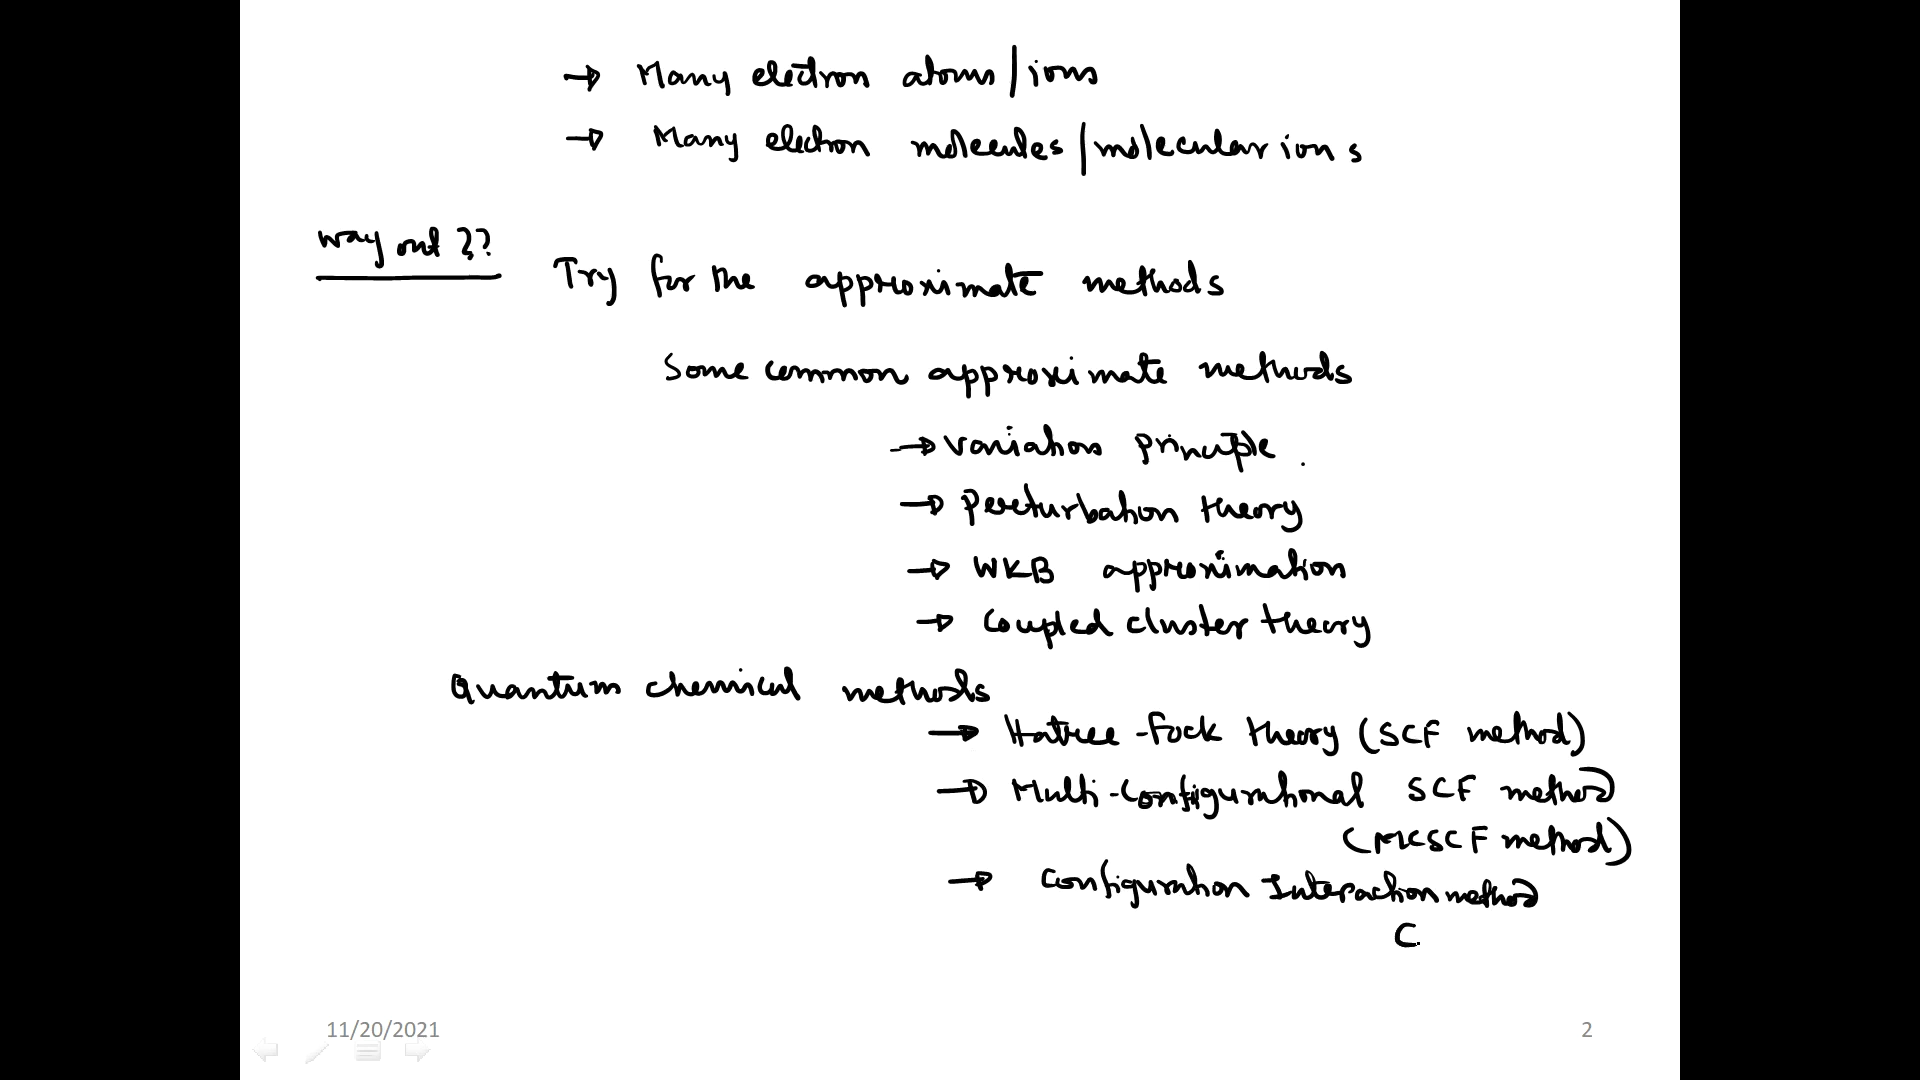 → Many electron atoms/ions
→ Many electron molecules/molecular ions
Way out ??
Try for the approximate methods
Some common approximate methods
→ Variation principle.
→ Perturbation theory
→ WKB approximation
→ Coupled cluster theory
Quantum chemical methods
→ Hatree-Fock theory (SCF method)
→ Multi-configurational SCF method
(MCSCF method)
→ Configuration Interaction method
C
11/20/2021
2